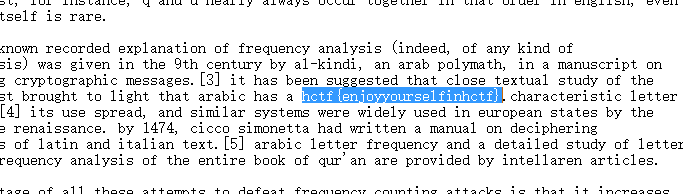 st, for instance, 'q' and 'u' nearly always occur together in that order in english, even
tself is rare.
known recorded explanation of frequency analysis (indeed, of any kind of
sis) was given in the 9th century by al-kindi, an arab polymath, in a manuscript on
g cryptographic messages.[3] it has been suggested that close textual study of the
st brought to light that arabic has a hctf{enjoyyourselfinhctf}.characteristic letter
[4] its use spread, and similar systems were widely used in european states by the
e renaissance. by 1474, cicco simonetta had written a manual on deciphering
s of latin and italian text.[5] arabic letter frequency and a detailed study of letter
requency analysis of the entire book of qur'an are provided by intellaren articles.
tage of all these attempts to defeat frequency counting attacks is that it increases